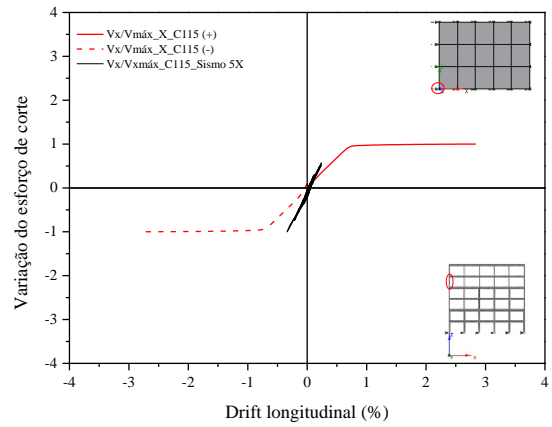 Vx/Vmáx_X_C115 (+)
Vx/Vmáx_X_C115 (-)
Vx/Vxmáx_C115_Sismo 5X
Variação do esforço de corte
4
3
2
1
0
-1
-2
-3
-4
-4 -3 -2 -1 0 1 2 3 4
Drift longitudinal (%)